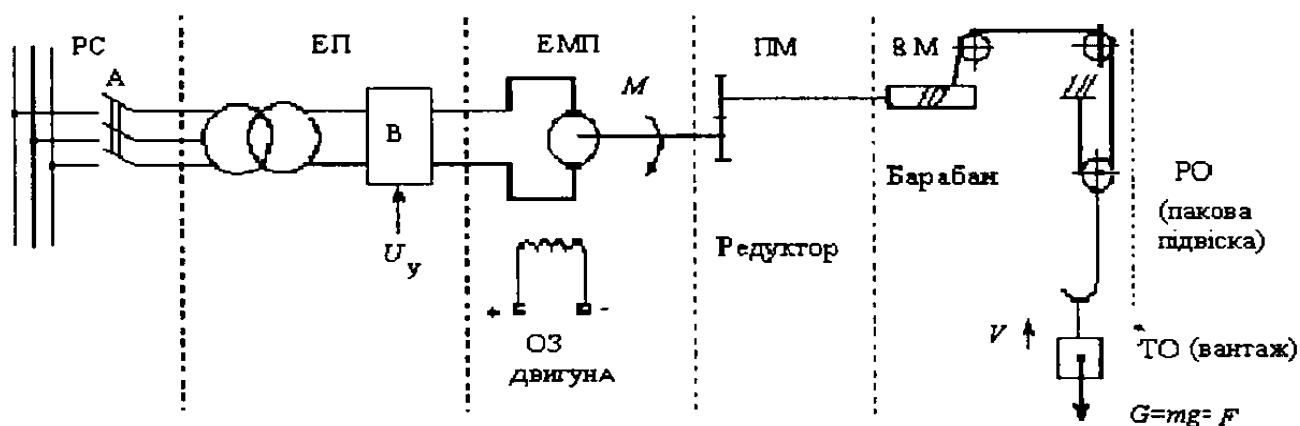 РС
ЕП
ЕМП
ПМ
ВМ
А
М
В
Барабан
РО
(пакова
підвіска)
Uу
Редуктор
+ -
ОЗ
двигунА
V
ТО (вантаж)
G=mg= F